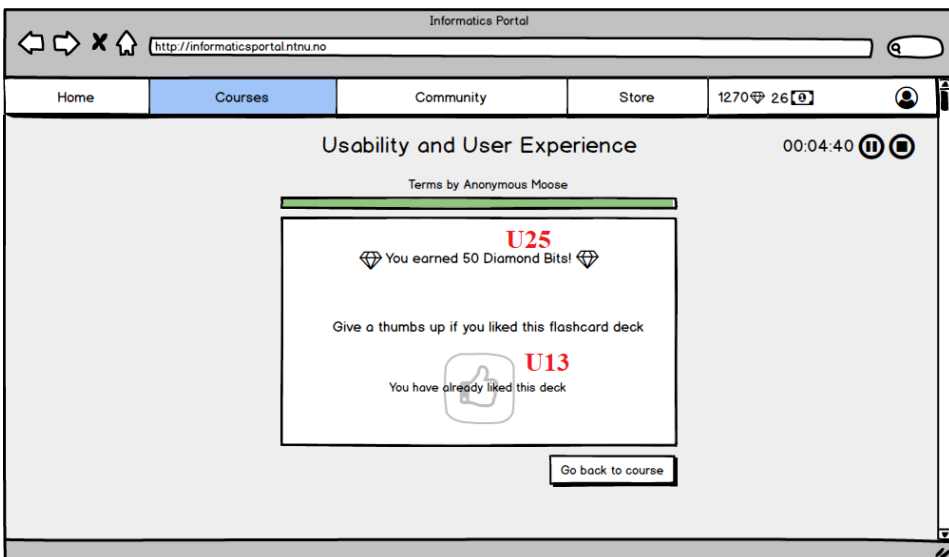 Informatics Portal
http://informaticsportal.ntnu.no
Home
Courses
Community
Store
1270 26
Usability and User Experience
00:04:40
Terms by Anonymous Moose
U25
You earned 50 Diamond Bits!
Give a thumbs up if you liked this flashcard deck
U13
You have already liked this deck
Go back to course